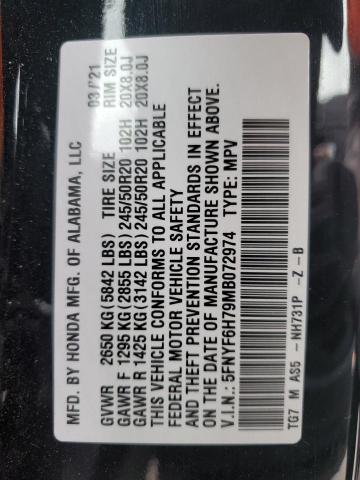 MFD. BY HONDA MFG. OF ALABAMA, LLC 03/'21
GVWR 2650 KG(5842 LBS) TIRE SIZE RIM SIZE
GAWR F 1295 KG(2855 LBS) 245/50R20 102H 20X8.0J
GAWR R 1425 KG(3142 LBS) 245/50R20 102H 20X8.0J
THIS VEHICLE CONFORMS TO ALL APPLICABLE
FEDERAL MOTOR VEHICLE SAFETY
AND THEFT PREVENTION STANDARDS IN EFFECT
ON THE DATE OF MANUFACTURE SHOWN ABOVE.
V.I.N.: 5FNYF6H79MB072974 TYPE: MPV
TG7 M AS5 -NH731P -Z-B